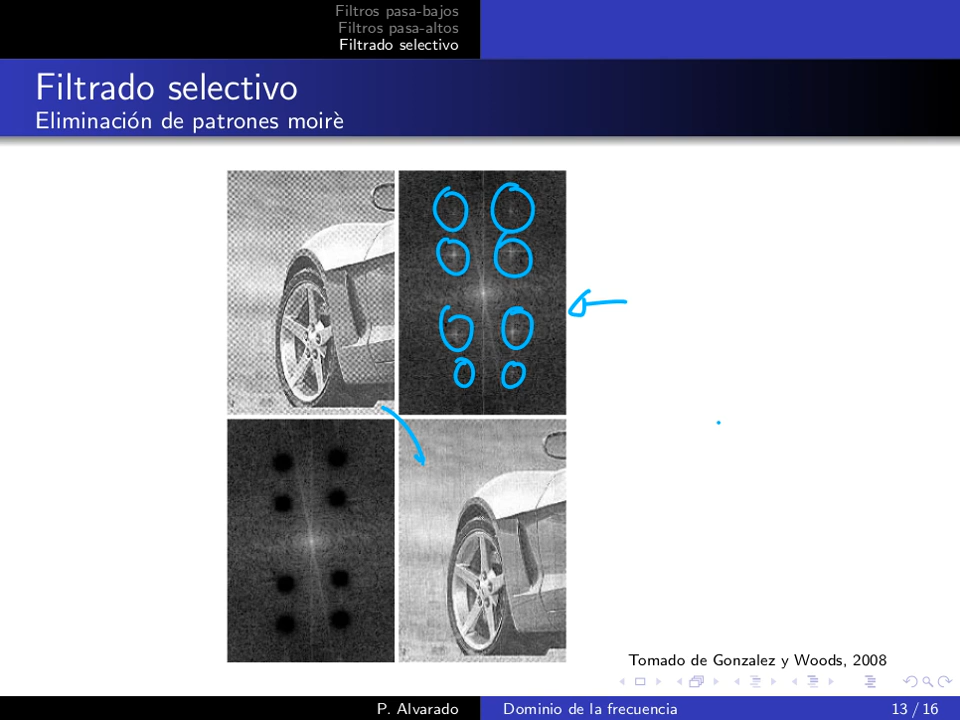 Filtros pasa-bajos
Filtros pasa-altos
Filtrado selectivo
Filtrado selectivo
Eliminación de patrones moirè
Tomado de Gonzalez y Woods, 2008
P. Alvarado
Dominio de la frecuencia
13 / 16